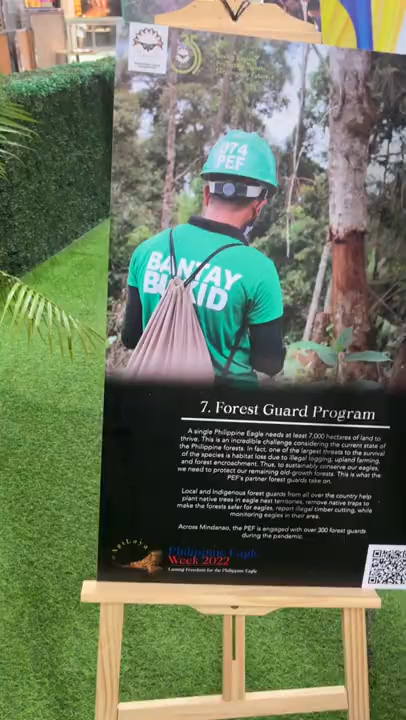 074
PEF
BANTAY
BUKID
7. Forest Guard Program
A single Philippine Eagle needs at least 7,000 hectares of land to
thrive. This is an incredible challenge considering the current state of
the Philippine forests. In fact, one of the largest threats to the survival
of the species is habitat loss due to illegal logging, upland farming,
and forest encroachment. Thus, to sustainably conserve our eagles,
we need to protect our remaining old-growth forests. This is what the
PEF's partner forest guards take on.
Local and indigenous forest guards from all over the country help
plant native trees in eagle nest territories, remove native traps to
make the forests safer for eagles, report illegal timber cutting, while
monitoring eagles in their area.
Across Mindanao, the PEF is engaged with over 300 forest guards
during the pandemic.
Philippine Eagle
Week 2022